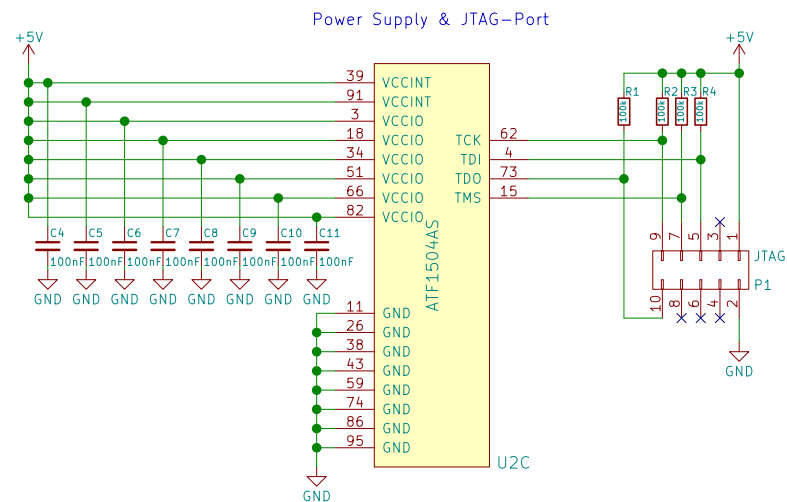 Power Supply & JTAG-Port
+5V
+5V
39 VCCINT
91 VCCINT
3 VCCIO
18 VCCIO
34 VCCIO
51 VCCIO
66 VCCIO
82 VCCIO
TCK 62
TDI 4
TDO 73
TMS 15
R1 R2 R3 R4
100k 100k 100k 100k
C4 C5 C6 C7 C8 C9 C10 C11
100nF 100nF 100nF 100nF 100nF 100nF 100nF 100nF
GND GND GND GND GND GND GND GND
ATF1504AS
9 7 5 3 1
JTAG
P1
10 8 6 4 2
GND
11 GND
26 GND
38 GND
43 GND
59 GND
74 GND
86 GND
95 GND
U2C
GND